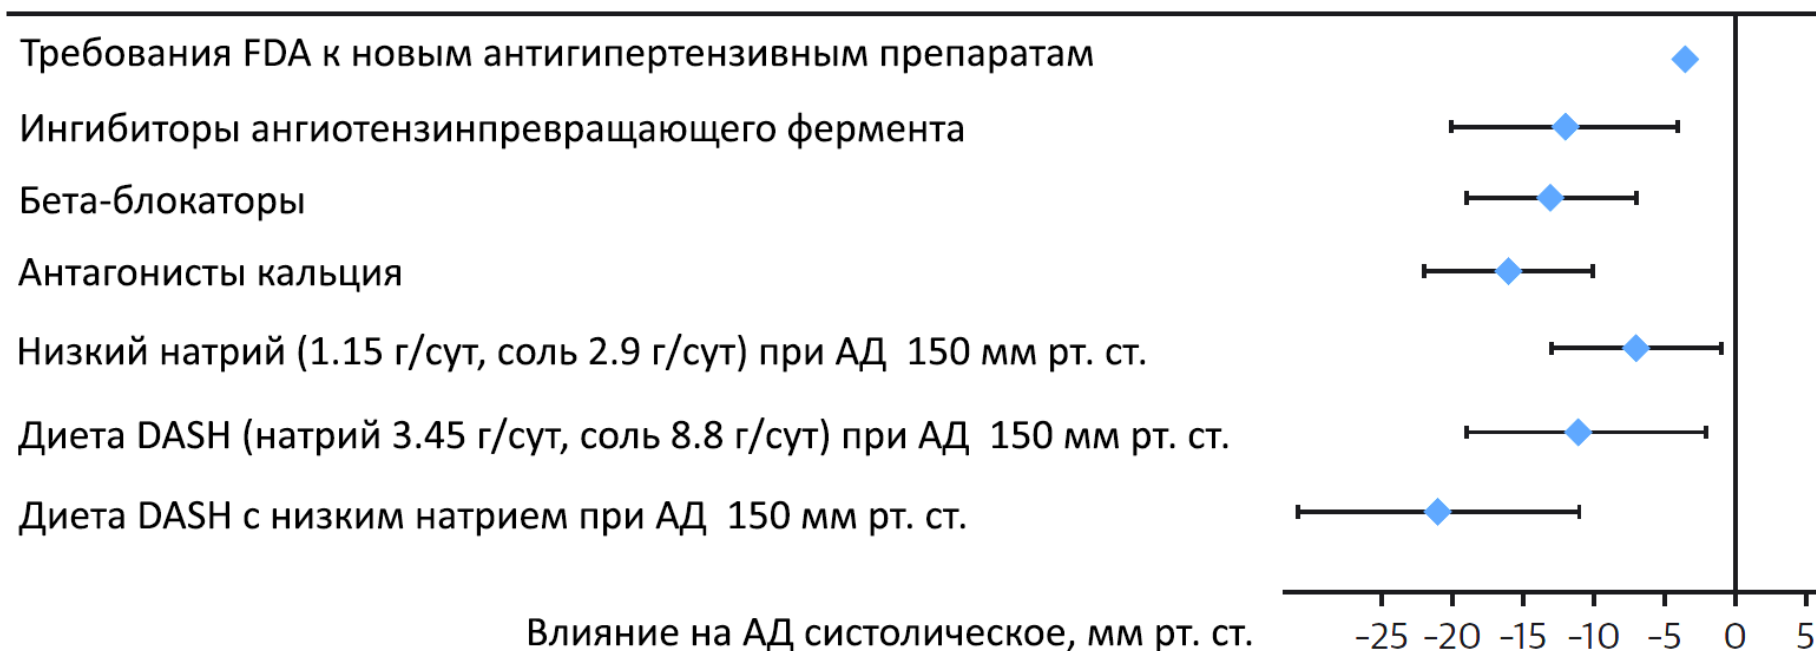 Требования FDA к новым антигипертензивным препаратам
Ингибиторы ангиотензинпревращающего фермента
Бета-блокаторы
Антагонисты кальция
Низкий натрий (1.15 г/сут, соль 2.9 г/сут) при АД 150 мм рт. ст.
Диета DASH (натрий 3.45 г/сут, соль 8.8 г/сут) при АД 150 мм рт. ст.
Диета DASH с низким натрием при АД 150 мм рт. ст.
Влияние на АД систолическое, мм рт. ст. -25 -20 -15 -10 -5 0 5